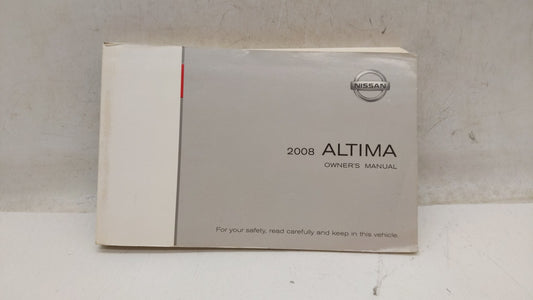 NISSAN
2008 ALTIMA
OWNER'S MANUAL
For your safety, read carefully and keep in this vehicle.